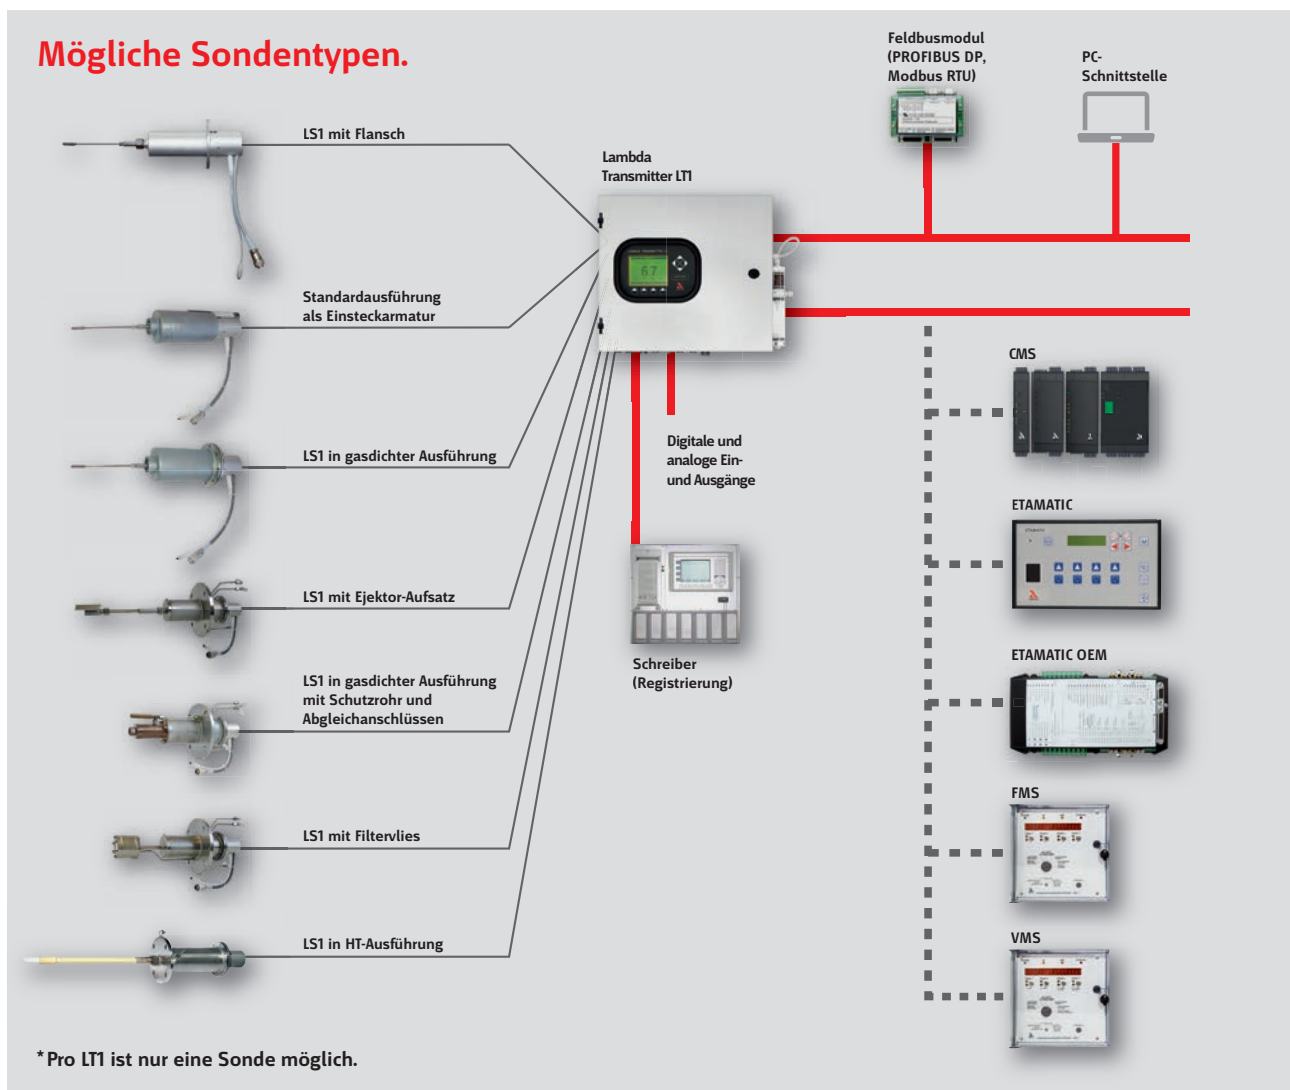 Mögliche Sondentypen.
Feldbusmodul
(PROFIBUS DP,
Modbus RTU)
PC-
Schnittstelle
LS1 mit Flansch
Lambda
Transmitter LT1
6.7
Standardausführung
als Einsteckarmatur
LS1 in gasdichter Ausführung
LS1 mit Ejektor-Aufsatz
LS1 in gasdichter Ausführung
mit Schutzrohr und
Abgleichanschlüssen
LS1 mit Filtervlies
LS1 in HT-Ausführung
Digitale und
analoge Ein-
und Ausgänge
Schreiber
(Registrierung)
CMS
ETAMATIC
ETAMATIC
ETAMATIC OEM
FMS
VMS
*Pro LT1 ist nur eine Sonde möglich.